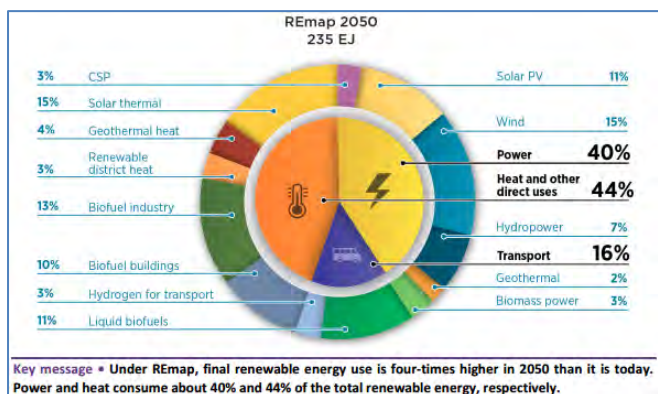 REmap 2050
235 EJ
3% CSP
15% Solar thermal
4% Geothermal heat
3% Renewable
district heat
13% Biofuel industry
10% Biofuel buildings
3% Hydrogen for transport
11% Liquid biofuels
Solar PV 11%
Wind 15%
Power 40%
Heat and other
direct uses 44%
Hydropower 7%
Transport 16%
Geothermal 2%
Biomass power 3%
Key message • Under REmap, final renewable energy use is four-times higher in 2050 than it is today.
Power and heat consume about 40% and 44% of the total renewable energy, respectively.